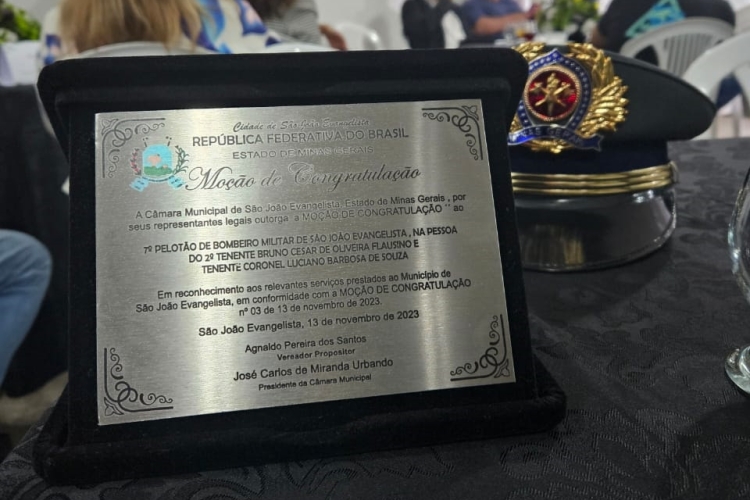 Cidade de São João Evangelista
REPÚBLICA FEDERATIVA DO BRASIL
ESTADO DE MINAS GERAIS
Moção de Congratulação
A Câmara Municipal de São João Evangelista, Estado de Minas Gerais , por
seus representantes legais outorga a MOÇÃO DE CONGRATULAÇÃO " ao
7º PELOTÃO DE BOMBEIRO MILITAR DE SÃO JOÃO EVANGELISTA , NA PESSOA
DO 2º TENENTE BRUNO CESAR DE OLIVEIRA FLAUSINO E
TENENTE CORONEL LUCIANO BARBOSA DE SOUZA
Em reconhecimento aos relevantes serviços prestados ao Município de
São João Evangelista, em conformidade com a MOÇÃO DE CONGRATULAÇÃO
nº 03 de 13 de novembro de 2023.
São João Evangelista, 13 de novembro de 2023
Agnaldo Pereira dos Santos
Vereador Propositor
José Carlos de Miranda Urbando
Presidente da Câmara Municipal